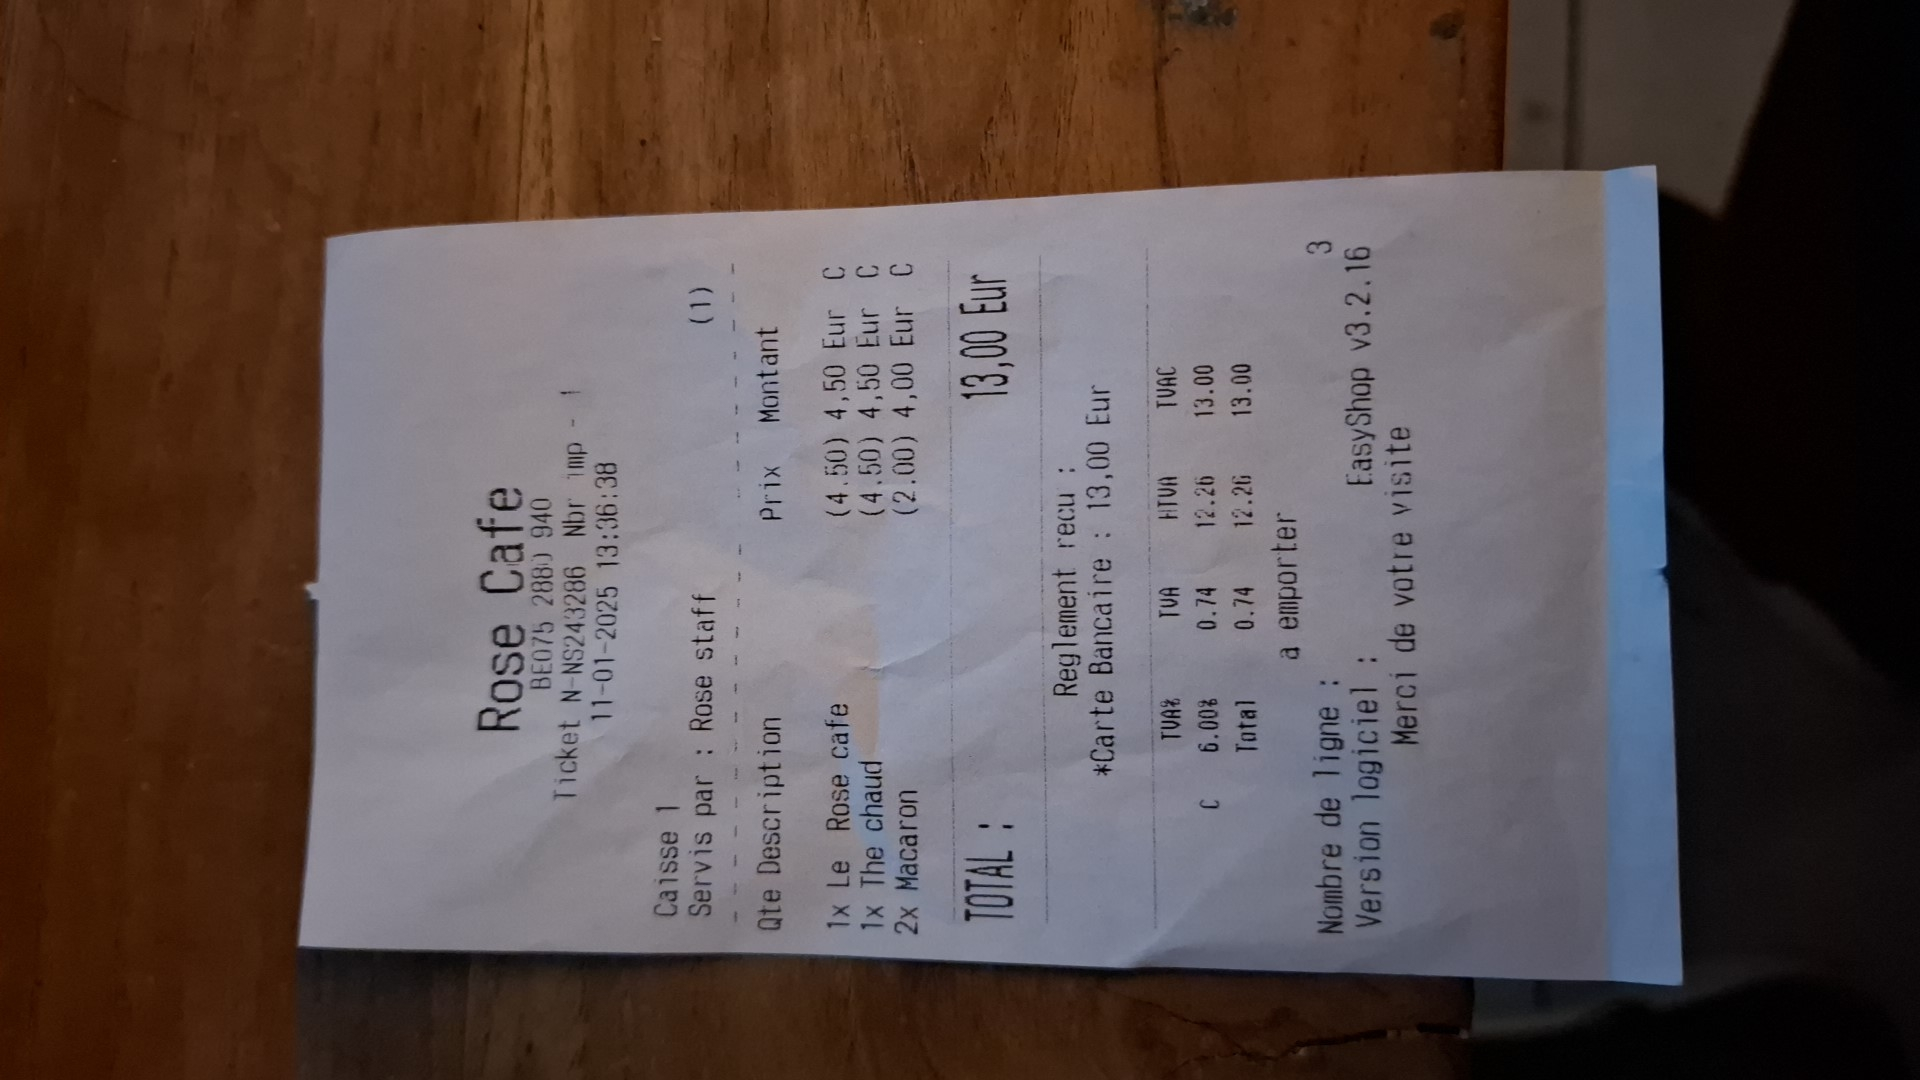 Rose Cafe
BE075 2880 940
Ticket N-NS243286 Nbr imp - 1
11-01-2025 13:36:38
Caisse 1
Servis par : Rose staff (1)
Qte Description Prix Montant
1x Le Rose cafe (4.50) 4,50 Eur C
1x The chaud (4.50) 4,50 Eur C
2x Macaron (2.00) 4,00 Eur C
TOTAL : 13,00 Eur
Reglement recu :
*Carte Bancaire : 13,00 Eur
TVA% TVA HTVA TVAC
C 6.00% 0.74 12.26 13.00
Total 0.74 12.26 13.00
a emporter
Nombre de ligne : 3
Version logiciel : EasyShop v3.2.16
Merci de votre visite